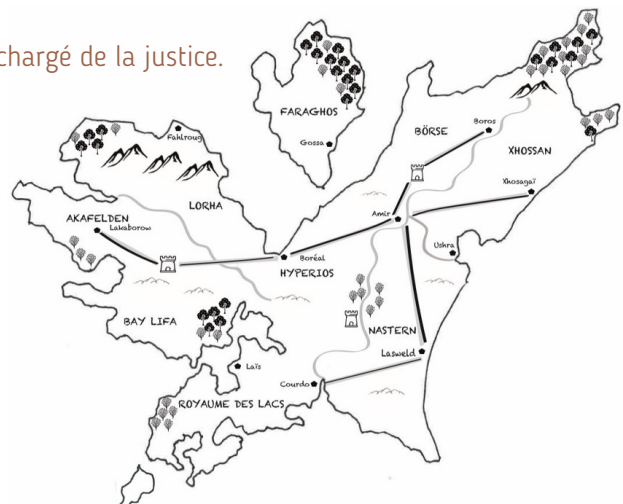 chargé de la justice.
FARAGHOS
Gossa
BÖRSE
Boros
XHOSSAN
Xhosagaï
Fahlroug
LORHA
AKAFELDEN
Lakaborow
Amir
Ushra
Boréal
HYPERIOS
BAY LIFA
NASTERN
Lasweld
Laïs
Courdo
ROYAUME DES LACS